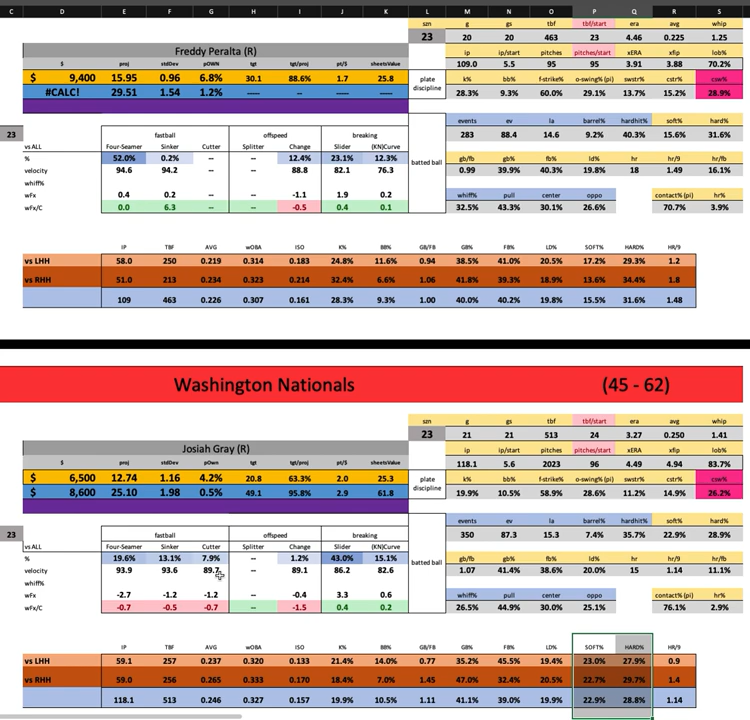 C D E F G H I J K L M N O P Q R S
szn g gs tbf tbf/start era avg whip
23 20 20 463 23 4.46 0.225 1.25
Freddy Peralta (R) ip ip/start pitches pitches/start xERA xfip lob%
$ proj stdDev pOWN tgt tgt/proj pt/$ sheetsValue 109.0 5.5 95 95 3.91 3.88 70.2%
$ 9,400 15.95 0.96 6.8% 30.1 88.6% 1.7 25.8 plate discipline k% bb% f-strike% o-swing% (pi) swstr% cstr% csw%
#CALC! 29.51 1.54 1.2% ---- -- ---- ---- 28.3% 9.3% 60.0% 29.1% 13.7% 15.2% 28.9%
events ev la barrel% hardhit% soft% hard%
23 fastball offspeed breaking 283 88.4 14.6 9.2% 40.3% 15.6% 31.6%
vs ALL Four-Seamer Sinker Cutter Splitter Change Slider (KN)Curve
% 52.0% 0.2% -- -- 12.4% 23.1% 12.3% batted ball gb/fb gb% fb% ld% hr hr/9 hr/fb
velocity 94.6 94.2 -- -- 88.8 82.1 76.3 0.99 39.9% 40.3% 19.8% 18 1.49 16.1%
whiff%
wFx 0.4 0.2 -- -- -1.1 1.9 0.2 whiff% pull center oppo contact% (pi) hr%
wFx/C 0.0 6.3 -- -- -0.5 0.4 0.1 32.5% 43.3% 30.1% 26.6% 70.7% 3.9%
IP TBF AVG wOBA ISO K% BB% GB/FB GB% FB% LD% SOFT% HARD% HR/9
vs LHH 58.0 250 0.219 0.314 0.183 24.8% 11.6% 0.94 38.5% 41.0% 20.5% 17.2% 29.3% 1.2
vs RHH 51.0 213 0.234 0.323 0.214 32.4% 6.6% 1.06 41.8% 39.3% 18.9% 13.6% 34.4% 1.8
109 463 0.226 0.307 0.161 28.3% 9.3% 1.00 40.0% 40.2% 19.8% 15.5% 31.6% 1.48
Washington Nationals (45 - 62)
szn g gs tbf tbf/start era avg whip
23 21 21 513 24 3.27 0.250 1.41
Josiah Gray (R) ip ip/start pitches pitches/start xERA xfip lob%
$ proj stdDev pOwn tgt tgt/proj pt/$ sheetsValue 118.1 5.6 2023 96 4.49 4.94 83.7%
$ 6,500 12.74 1.16 4.2% 20.8 63.3% 2.0 25.3 plate discipline k% bb% f-strike% o-swing% (pi) swstr% cstr% csw%
$ 8,600 25.10 1.98 0.5% 49.1 95.8% 2.9 61.8 19.9% 10.5% 58.9% 28.6% 11.2% 14.9% 26.2%
events ev la barrel% hardhit% soft% hard%
23 fastball offspeed breaking 350 87.3 15.3 7.4% 35.7% 22.9% 28.9%
vs ALL Four-Seamer Sinker Cutter Splitter Change Slider (KN)Curve
% 19.6% 13.1% 7.9% -- 1.2% 43.0% 15.1% batted ball gb/fb gb% fb% ld% hr hr/9 hr/fb
velocity 93.9 93.6 89.7 -- 89.1 86.2 82.6 1.07 41.4% 38.6% 20.0% 15 1.14 11.1%
whiff%
wFx -2.7 -1.2 -1.2 -- -0.4 3.3 0.6 whiff% pull center oppo contact% (pi) hr%
wFx/C -0.7 -0.5 -0.7 -- -1.5 0.4 0.2 26.5% 44.9% 30.0% 25.1% 76.1% 2.9%
IP TBF AVG wOBA ISO K% BB% GB/FB GB% FB% LD% SOFT% HARD% HR/9
vs LHH 59.1 257 0.237 0.320 0.133 21.4% 14.0% 0.77 35.2% 45.5% 19.4% 23.0% 27.9% 0.9
vs RHH 59.0 256 0.265 0.333 0.170 18.4% 7.0% 1.45 47.0% 32.4% 20.5% 22.7% 29.7% 1.4
118.1 513 0.246 0.327 0.157 19.9% 10.5% 1.11 41.1% 39.0% 19.9% 22.9% 28.8% 1.14